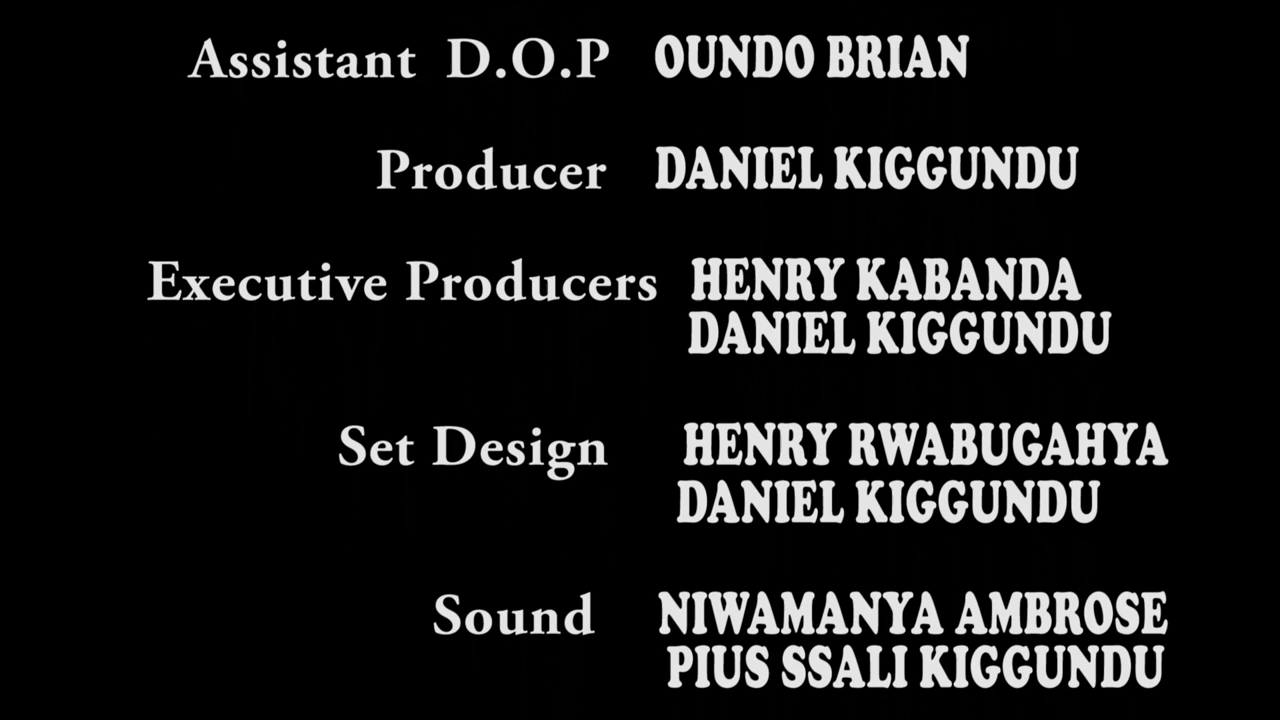 Assistant D.O.P OUNDO BRIAN
Producer DANIEL KIGGUNDU
Executive Producers HENRY KABANDA
DANIEL KIGGUNDU
Set Design HENRY RWABUGAHYA
DANIEL KIGGUNDU
Sound NIWAMANYA AMBROSE
PIUS SSALI KIGGUNDU